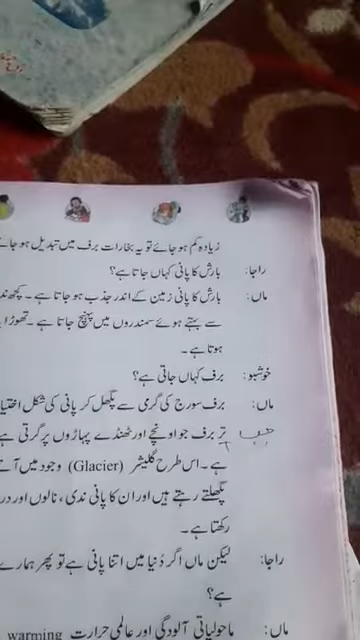 زیادہ کم ہو جائے تو یہ بخارات برف میں تبدیل ہو جاتے
راجا: بارش کا پانی کہاں جاتا ہے؟
ماں: بارش کا پانی زمین کے اندر جذب ہو جاتا ہے۔ کچھ
سے بہتے ہوئے سمندروں میں پہنچ جاتا ہے۔ تھوڑا
ہوتا ہے۔
خوشبو: برف کہاں جاتی ہے؟
ماں: برف سورج کی گرمی سے پگھل کر پانی کی شکل
تر برف جو اونچے اور ٹھنڈے پہاڑوں پر گرتی ہے
ہے۔ اس طرح گلیشر (Glacier) وجود میں آتے
پگھلتے رہتے ہیں اور ان کا پانی ندی، نالوں اور
رکھتا ہے۔
راجا: لیکن ماں اگر دُنیا میں اتنا پانی ہے تو پھر ہمارے
ہے؟
ماں: ماحولیاتی آلودگی اور عالمی حرارت warming